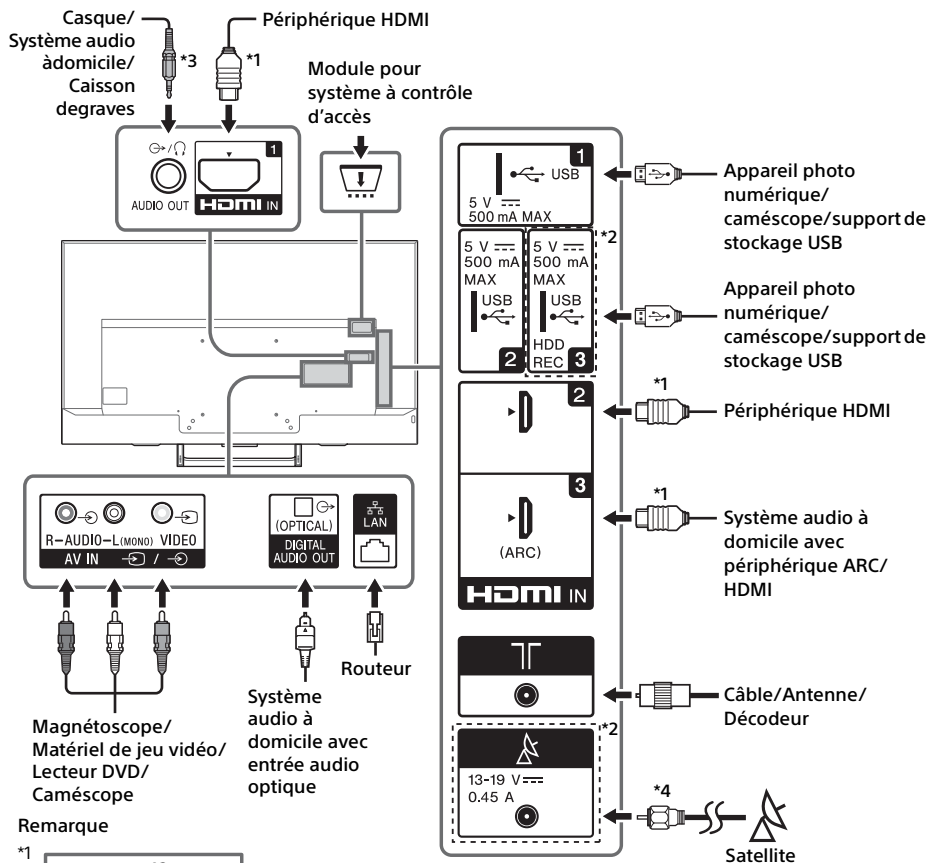 Casque/
Système audio
àdomicile/
Caisson
degraves
*3
*1
Périphérique HDMI
Module pour
système à contrôle
d'accès
AUDIO OUT
1
HDMI IN
1
USB
5 V
500 mA MAX
Appareil photo
numérique/
caméscope/support de
stockage USB
*2
5 V
500 mA
MAX
USB
2
5 V
500 mA
MAX
USB
HDD
REC 3
Appareil photo
numérique/
caméscope/support de
stockage USB
2
*1
Périphérique HDMI
3
(ARC)
HDMI IN
*1
Système audio à
domicile avec
périphérique ARC/
HDMI
Câble/Antenne/
Décodeur
*2
13-19 V
0.45 A
*4
Satellite
R-AUDIO-L(MONO) VIDEO
AV IN /
(OPTICAL)
DIGITAL
AUDIO OUT
LAN
Routeur
Magnétoscope/
Matériel de jeu vidéo/
Lecteur DVD/
Caméscope
Système
audio à
domicile avec
entrée audio
optique
Remarque
*1